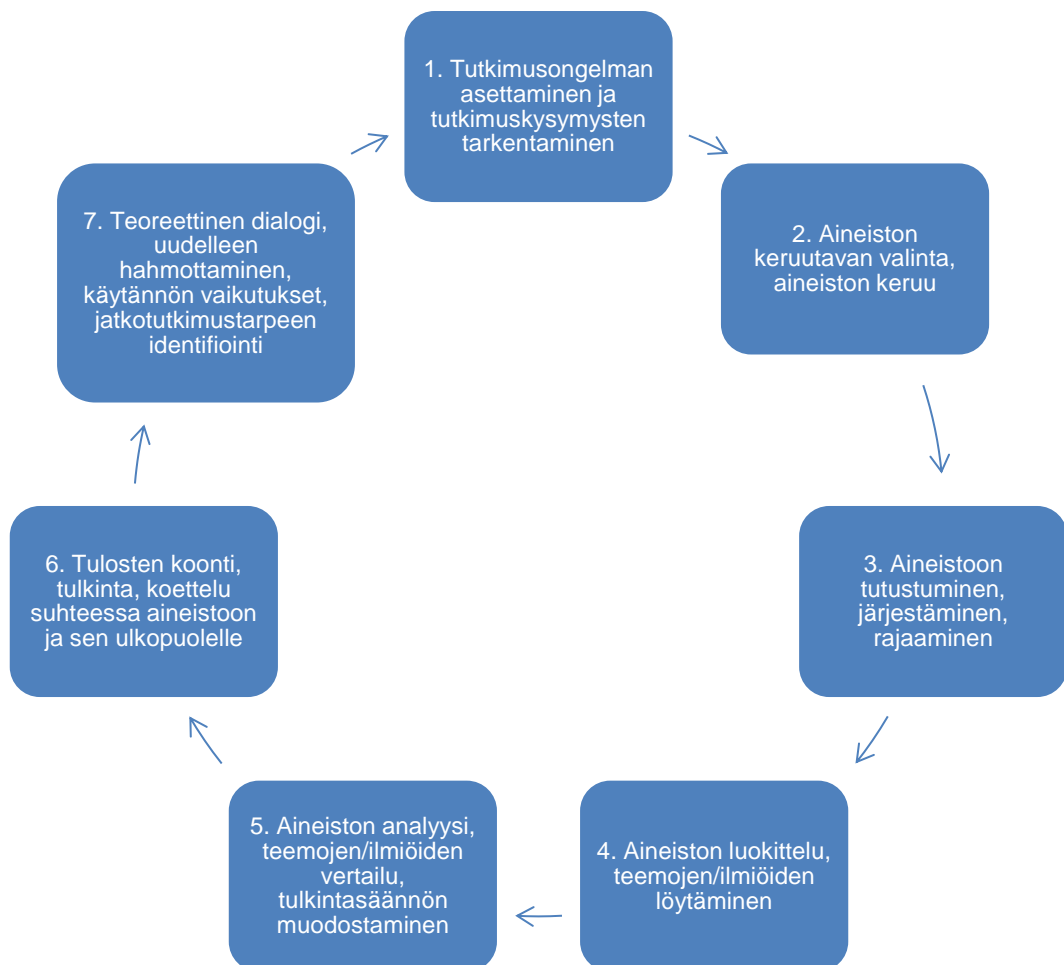 1. Tutkimusongelman
asettaminen ja
tutkimuskysymysten
tarkentaminen
2. Aineiston
keruutavan valinta,
aineiston keruu
3. Aineistoon
tutustuminen,
järjestäminen,
rajaaminen
4. Aineiston luokittelu,
teemojen/ilmiöiden
löytäminen
5. Aineiston analyysi,
teemojen/ilmiöiden
vertailu,
tulkintasäännön
muodostaminen
6. Tulosten koonti,
tulkinta, koettelu
suhteessa aineistoon
ja sen ulkopuolelle
7. Teoreettinen dialogi,
uudelleen
hahmottaminen,
käytännön vaikutukset,
jatkotutkimustarpeen
identifiointi